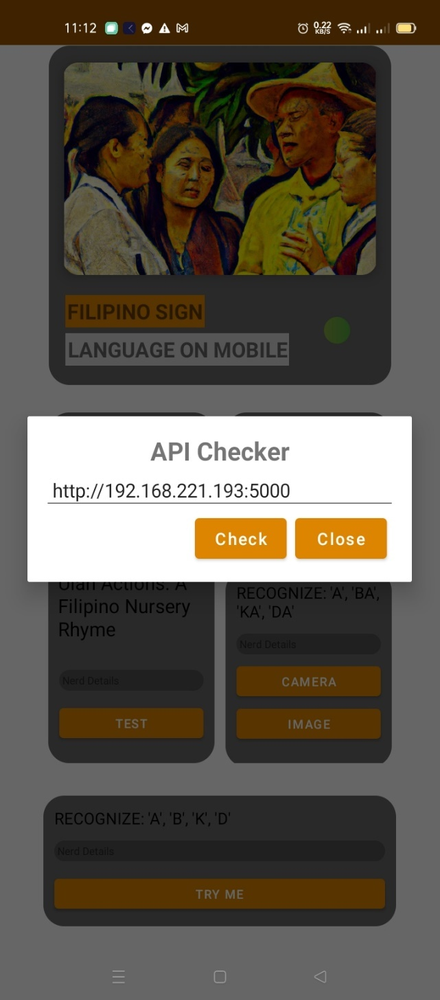 11:12
0.22
KB/S
FILIPINO SIGN
LANGUAGE ON MOBILE
API Checker
http://192.168.221.193:5000
Check
Close
Ulan Actions: A
Filipino Nursery
Rhyme
Nerd Details
TEST
RECOGNIZE: 'A', 'BA',
'KA', 'DA'
Nerd Details
CAMERA
IMAGE
RECOGNIZE: 'A', 'B', 'K', 'D'
Nerd Details
TRY ME